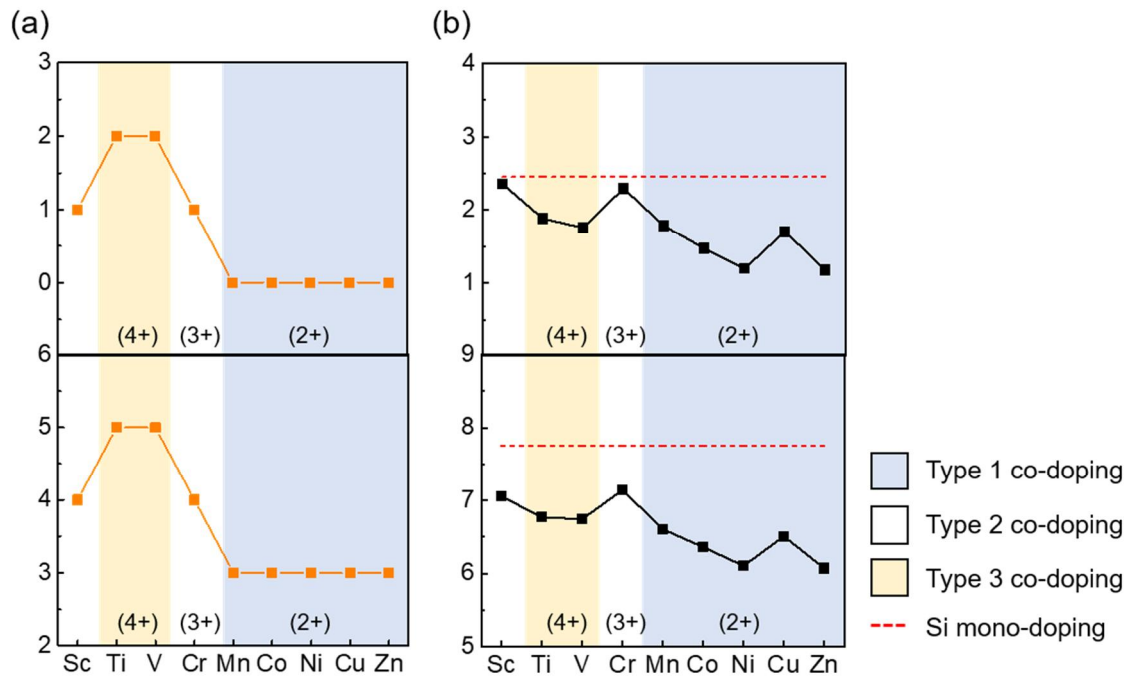 (a)
3
2
1
0
6
(4+) (3+) (2+)
5
4
3
2
(4+) (3+) (2+)
Sc Ti V Cr Mn Co Ni Cu Zn
(b)
4
3
2
1
9
(4+) (3+) (2+)
8
7
6
5
(4+) (3+) (2+)
Sc Ti V Cr Mn Co Ni Cu Zn
Type 1 co-doping
Type 2 co-doping
Type 3 co-doping
Si mono-doping